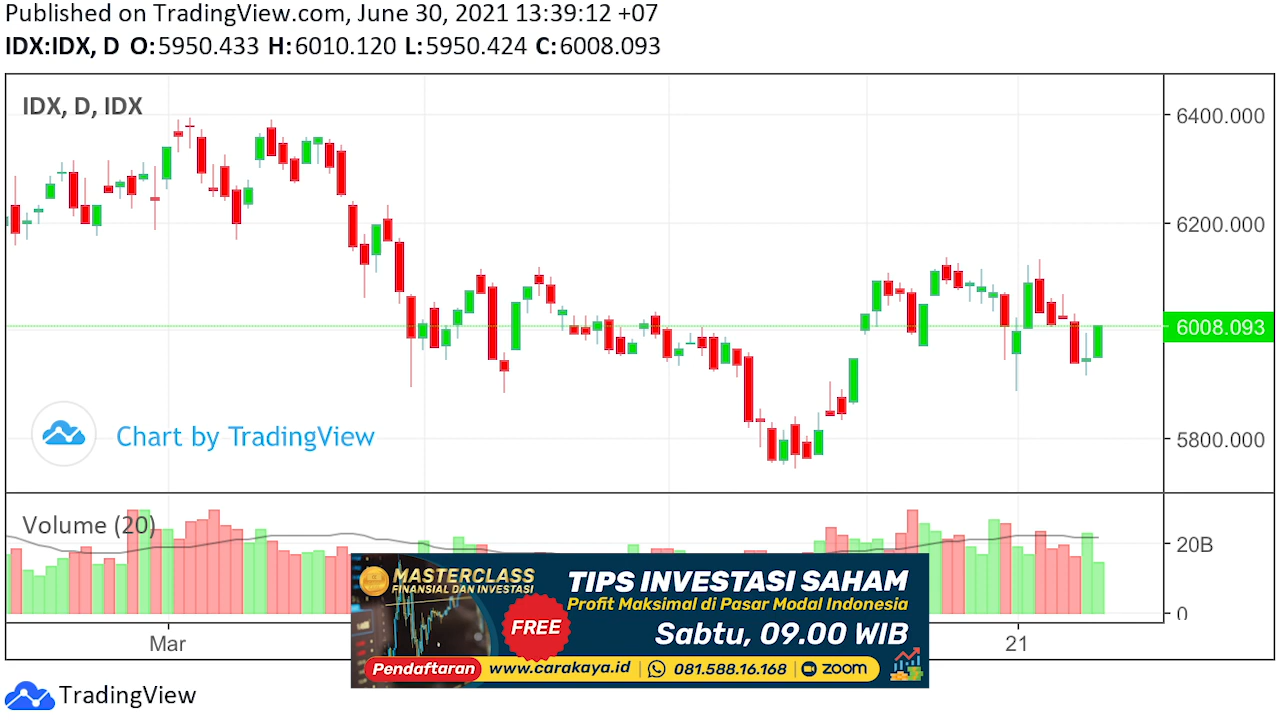 Published on TradingView.com, June 30, 2021 13:39:12 +07
IDX:IDX, D O:5950.433 H:6010.120 L:5950.424 C:6008.093
IDX, D, IDX
6400.000
6200.000
6008.093
5800.000
Chart by TradingView
Volume (20)
20B
0
Mar
21
MASTERCLASS
FINANSIAL DAN INVESTASI
FREE
TIPS INVESTASI SAHAM
Profit Maksimal di Pasar Modal Indonesia
Sabtu, 09.00 WIB
Pendaftaran www.carakaya.id 081.588.16.168 zoom
TradingView